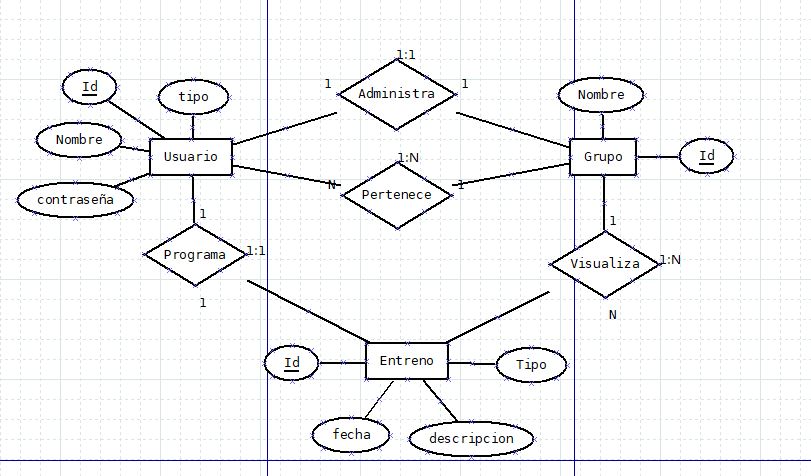 1:1
Id
tipo
1
Administra
1
Nombre
Nombre
Usuario
1:N
Grupo
Id
contraseña
N
Pertenece
1
1
1
Programa
1:1
Visualiza
1:N
1
N
Id
Entreno
Tipo
fecha
descripcion